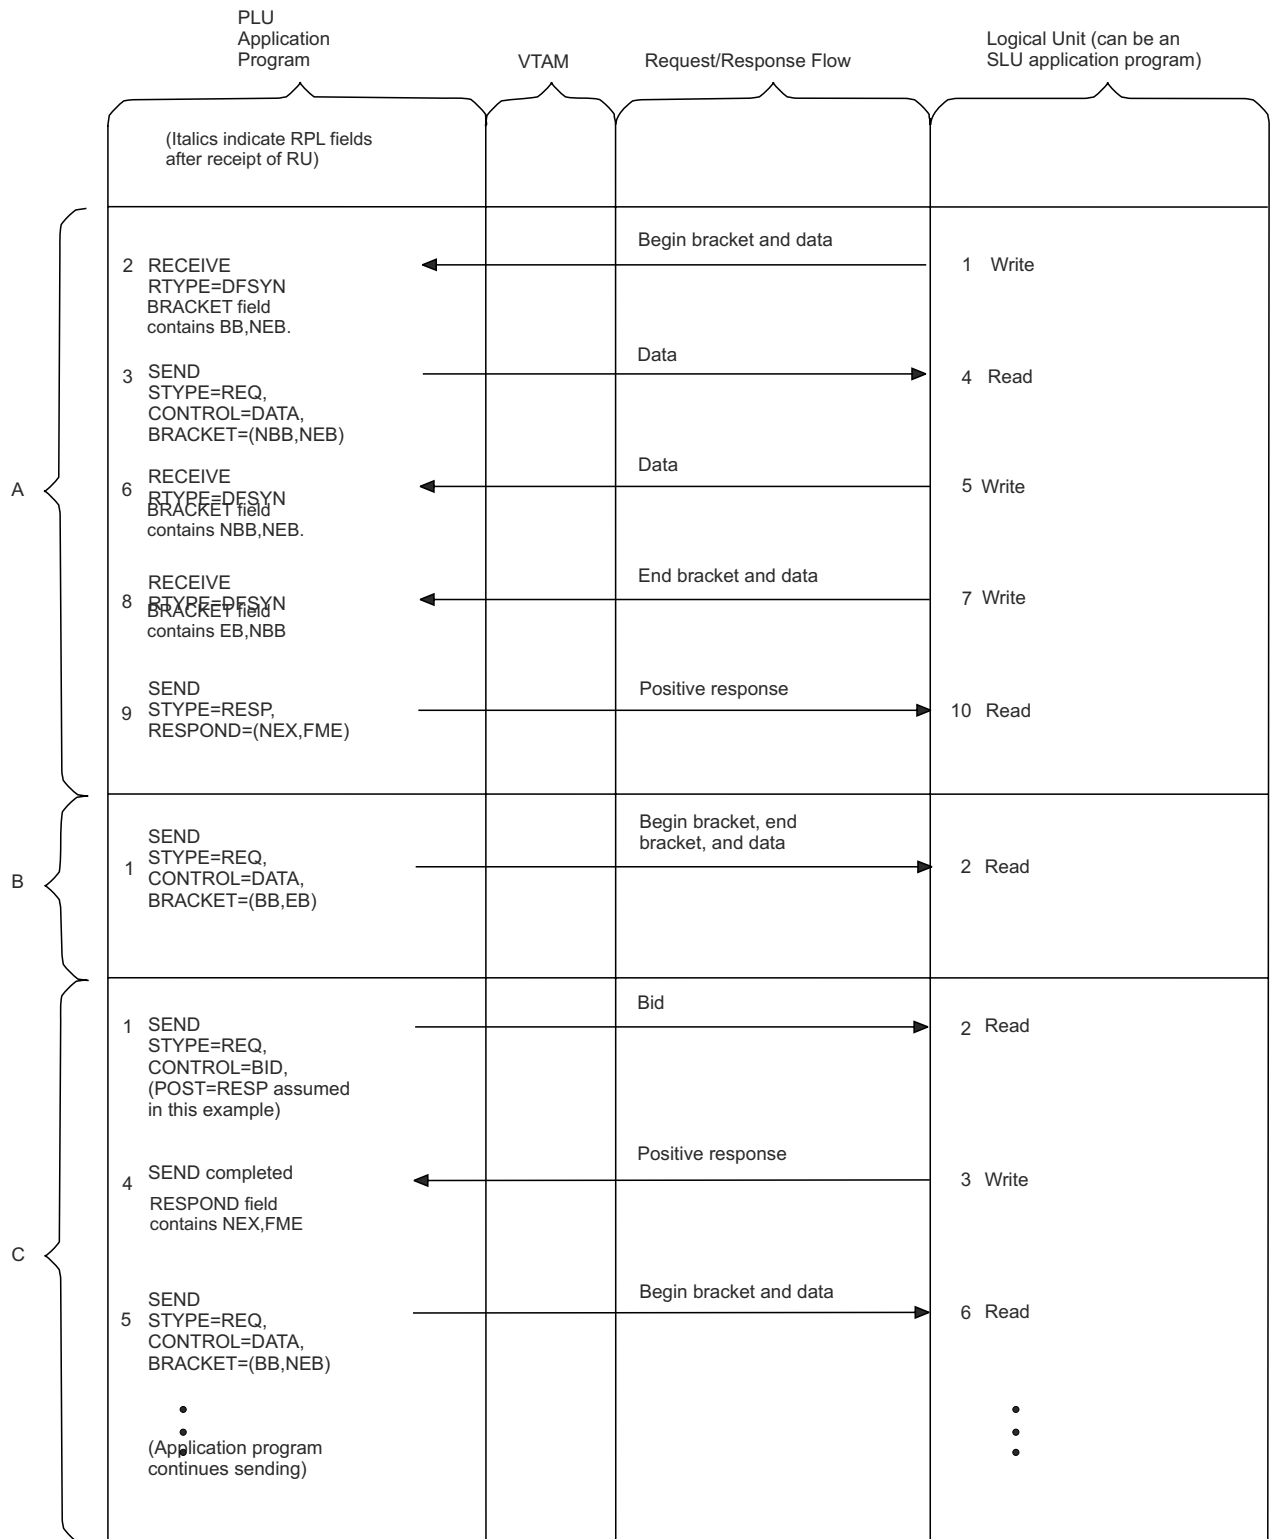 PLU
Application
Program
VTAM
Request/Response Flow
Logical Unit (can be an
SLU application program)
(Italics indicate RPL fields
after receipt of RU)
A
Begin bracket and data
2 RECEIVE
RTYPE=DFSYN
BRACKET field
contains BB,NEB.
1 Write
Data
3 SEND
STYPE=REQ,
CONTROL=DATA,
BRACKET=(NBB,NEB)
4 Read
Data
6 RECEIVE
RTYPE=DFSYN
BRACKET field
contains NBB,NEB.
5 Write
End bracket and data
8 RECEIVE
RTYPE=DFSYN
BRACKET field
contains EB,NBB
7 Write
Positive response
9 SEND
STYPE=RESP,
RESPOND=(NEX,FME)
10 Read
B
Begin bracket, end
bracket, and data
1 SEND
STYPE=REQ,
CONTROL=DATA,
BRACKET=(BB,EB)
2 Read
C
Bid
1 SEND
STYPE=REQ,
CONTROL=BID,
(POST=RESP assumed
in this example)
2 Read
Positive response
4 SEND completed
RESPOND field
contains NEX,FME
3 Write
Begin bracket and data
5 SEND
STYPE=REQ,
CONTROL=DATA,
BRACKET=(BB,NEB)
6 Read
(Application program
continues sending)